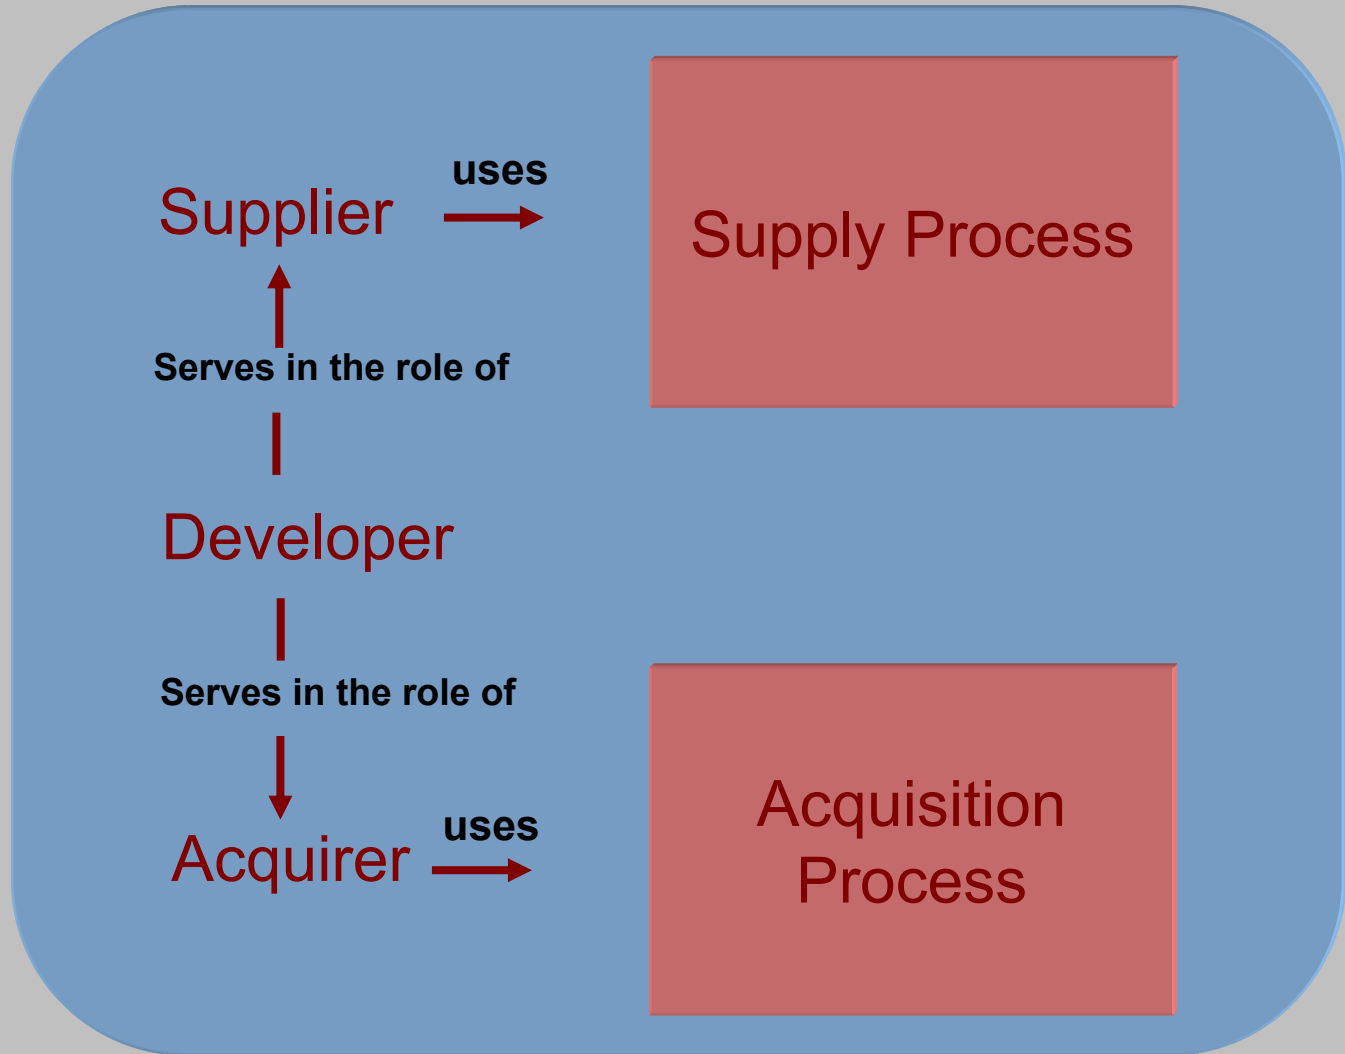 uses
Supplier
Supply Process
Serves in the role of
Developer
Serves in the role of
uses
Acquirer
Acquisition
Process